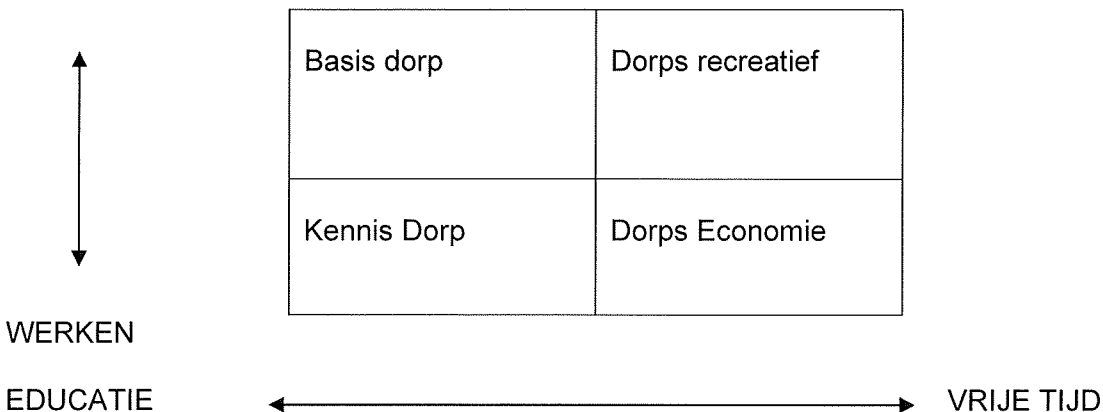 Basis dorp
Dorps recreatief
Kennis Dorp
Dorps Economie
WERKEN
EDUCATIE
VRIJE TIJD